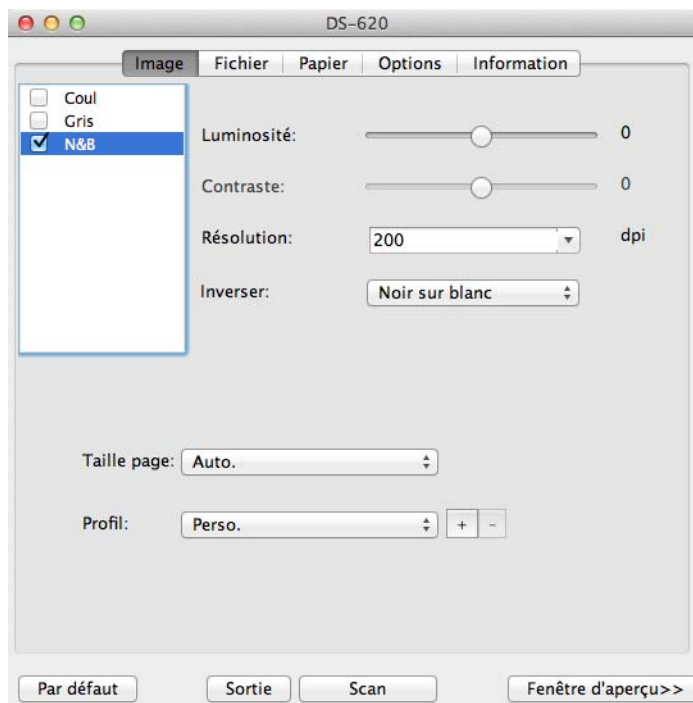 DS-620
Image Fichier Papier Options Information
Coul
Gris
N&B
Luminosité: 0
Contraste: 0
Résolution: 200 dpi
Inverser: Noir sur blanc
Taille page: Auto.
Profil: Perso. + -
Par défaut Sortie Scan Fenêtre d'aperçu>>